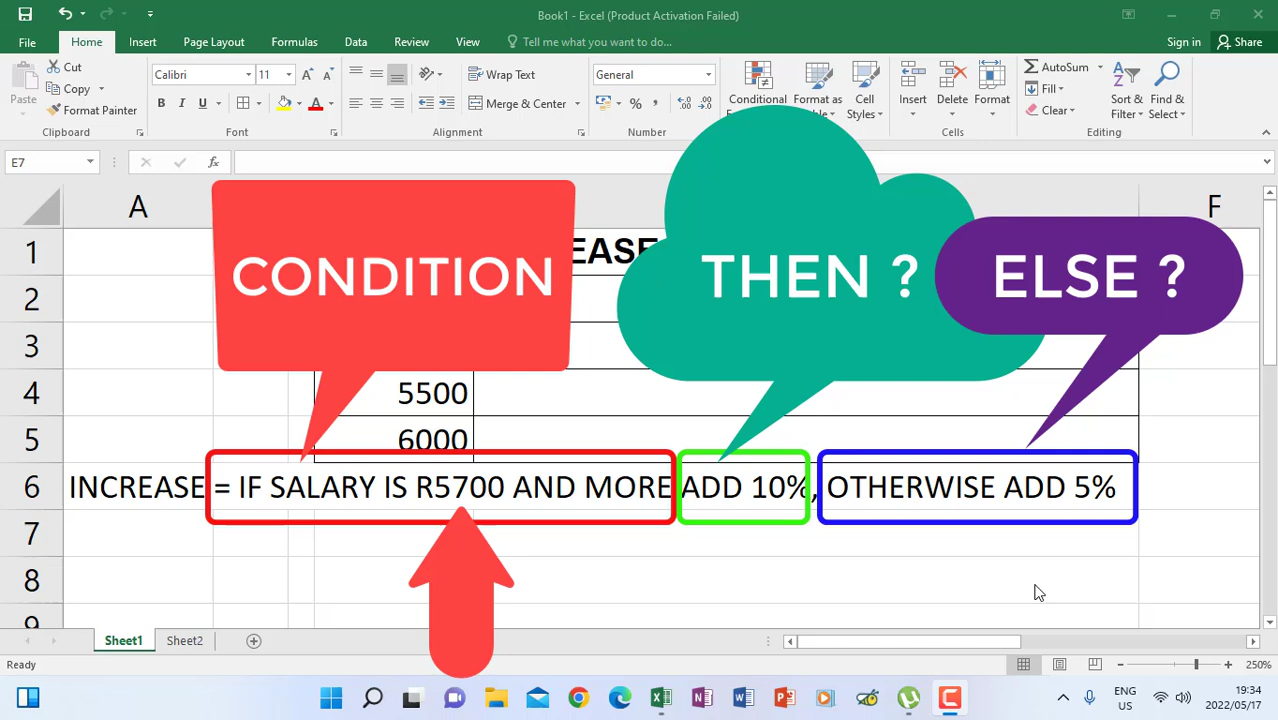 Book1 - Excel (Product Activation Failed)
File Home Insert Page Layout Formulas Data Review View Tell me what you want to do... Sign in Share
Paste
Cut
Copy
Format Painter
Calibri 11
B I U
Wrap Text
Merge & Center
General
Conditional
Format as
Cell
Styles
Insert Delete Format
AutoSum
Fill
Clear
Sort &
Filter
Find &
Select
Clipboard Font Alignment Number Cells Editing
E7
fx
A F
1
2
3
4
5
6
7
8
9
EASE
CONDITION
THEN ?
ELSE ?
5500
6000
INCREASE = IF SALARY IS R5700 AND MORE ADD 10%, OTHERWISE ADD 5%
Sheet1 Sheet2
Ready
250%
ENG
US
19:34
2022/05/17